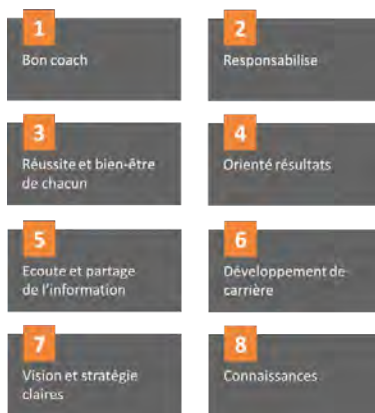 1
Bon coach
2
Responsabilise
3
Réussite et bien-être
de chacun
4
Orienté résultats
5
Ecoute et partage
de l'information
6
Développement de
carrière
7
Vision et stratégie
claires
8
Connaissances